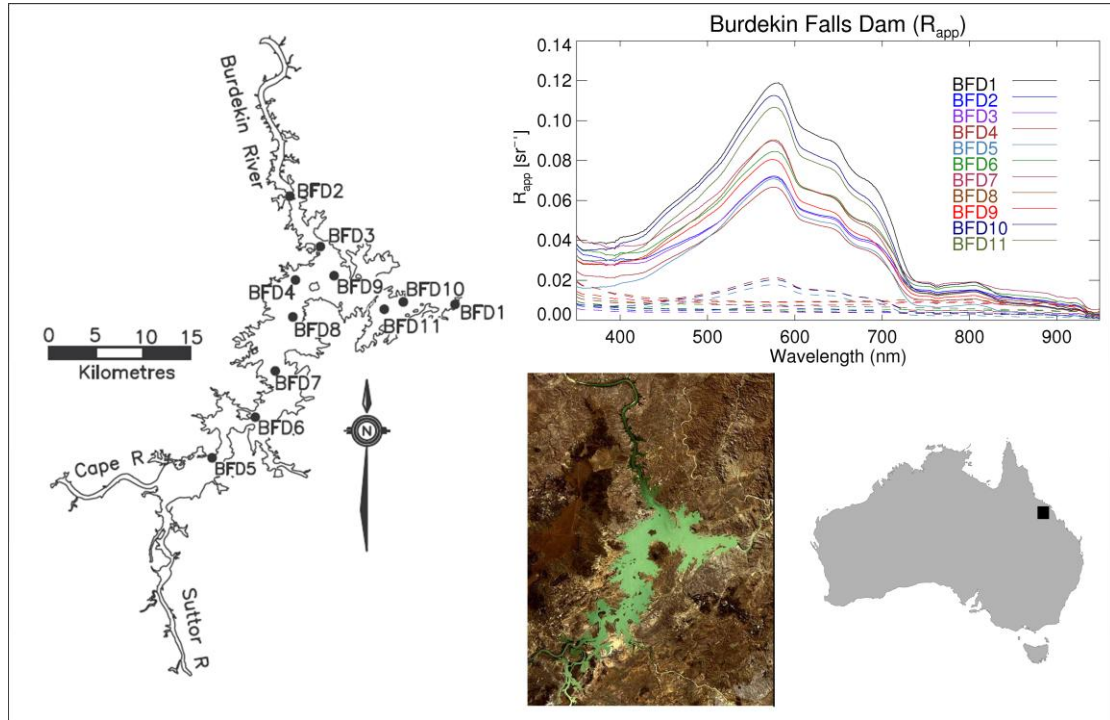 Burdekin River
BFD2
BFD3
BFD4
BFD9
BFD10
BFD11
BFD1
BFD8
BFD7
BFD6
BFD5
0 5 10 15
Kilometres
N
Cape R
Suttor R
Burdekin Falls Dam (Rapp)
Rapp [sr⁻¹]
0.14
0.12
0.10
0.08
0.06
0.04
0.02
0.00
400 500 600 700 800 900
Wavelength (nm)
BFD1
BFD2
BFD3
BFD4
BFD5
BFD6
BFD7
BFD8
BFD9
BFD10
BFD11